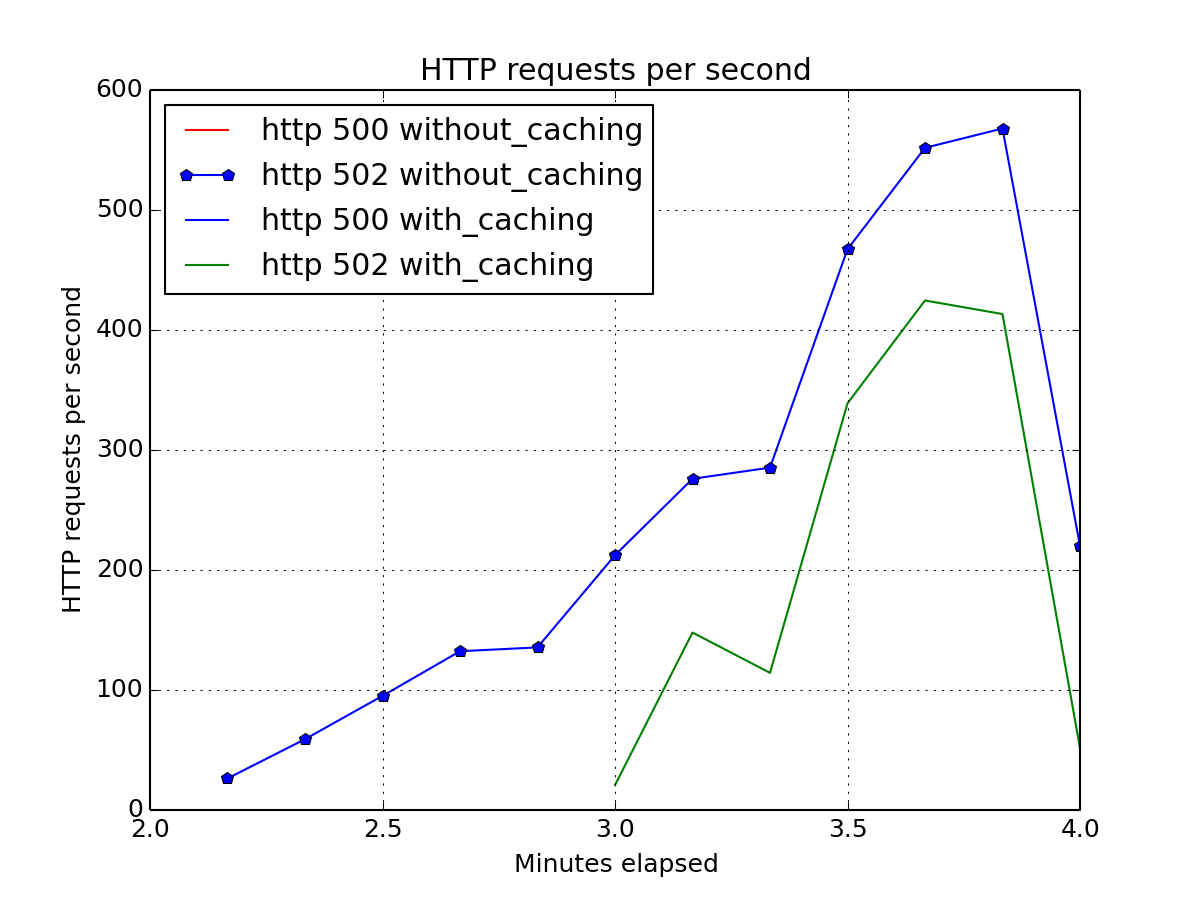 HTTP requests per second
600
http 500 without_caching
http 502 without_caching
500
http 500 with_caching
http 502 with_caching
400
300
200
100
0
HTTP requests per second
2.0 2.5 3.0 3.5 4.0
Minutes elapsed